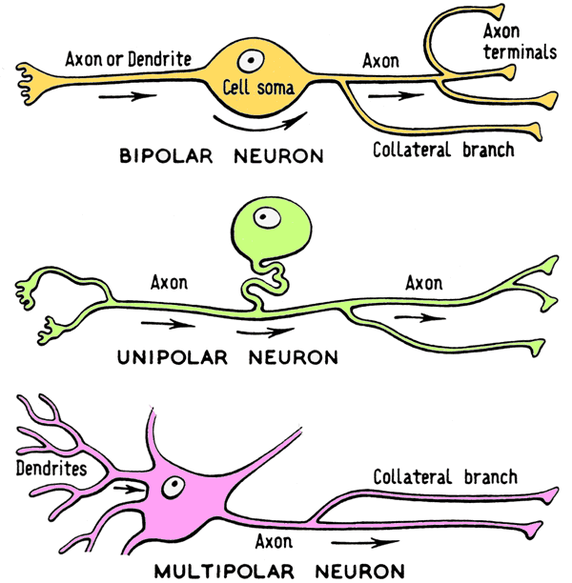 Axon or Dendrite
Cell soma
Axon
Axon
terminals
Collateral branch
BIPOLAR NEURON
Axon
Axon
UNIPOLAR NEURON
Dendrites
Collateral branch
Axon
MULTIPOLAR NEURON